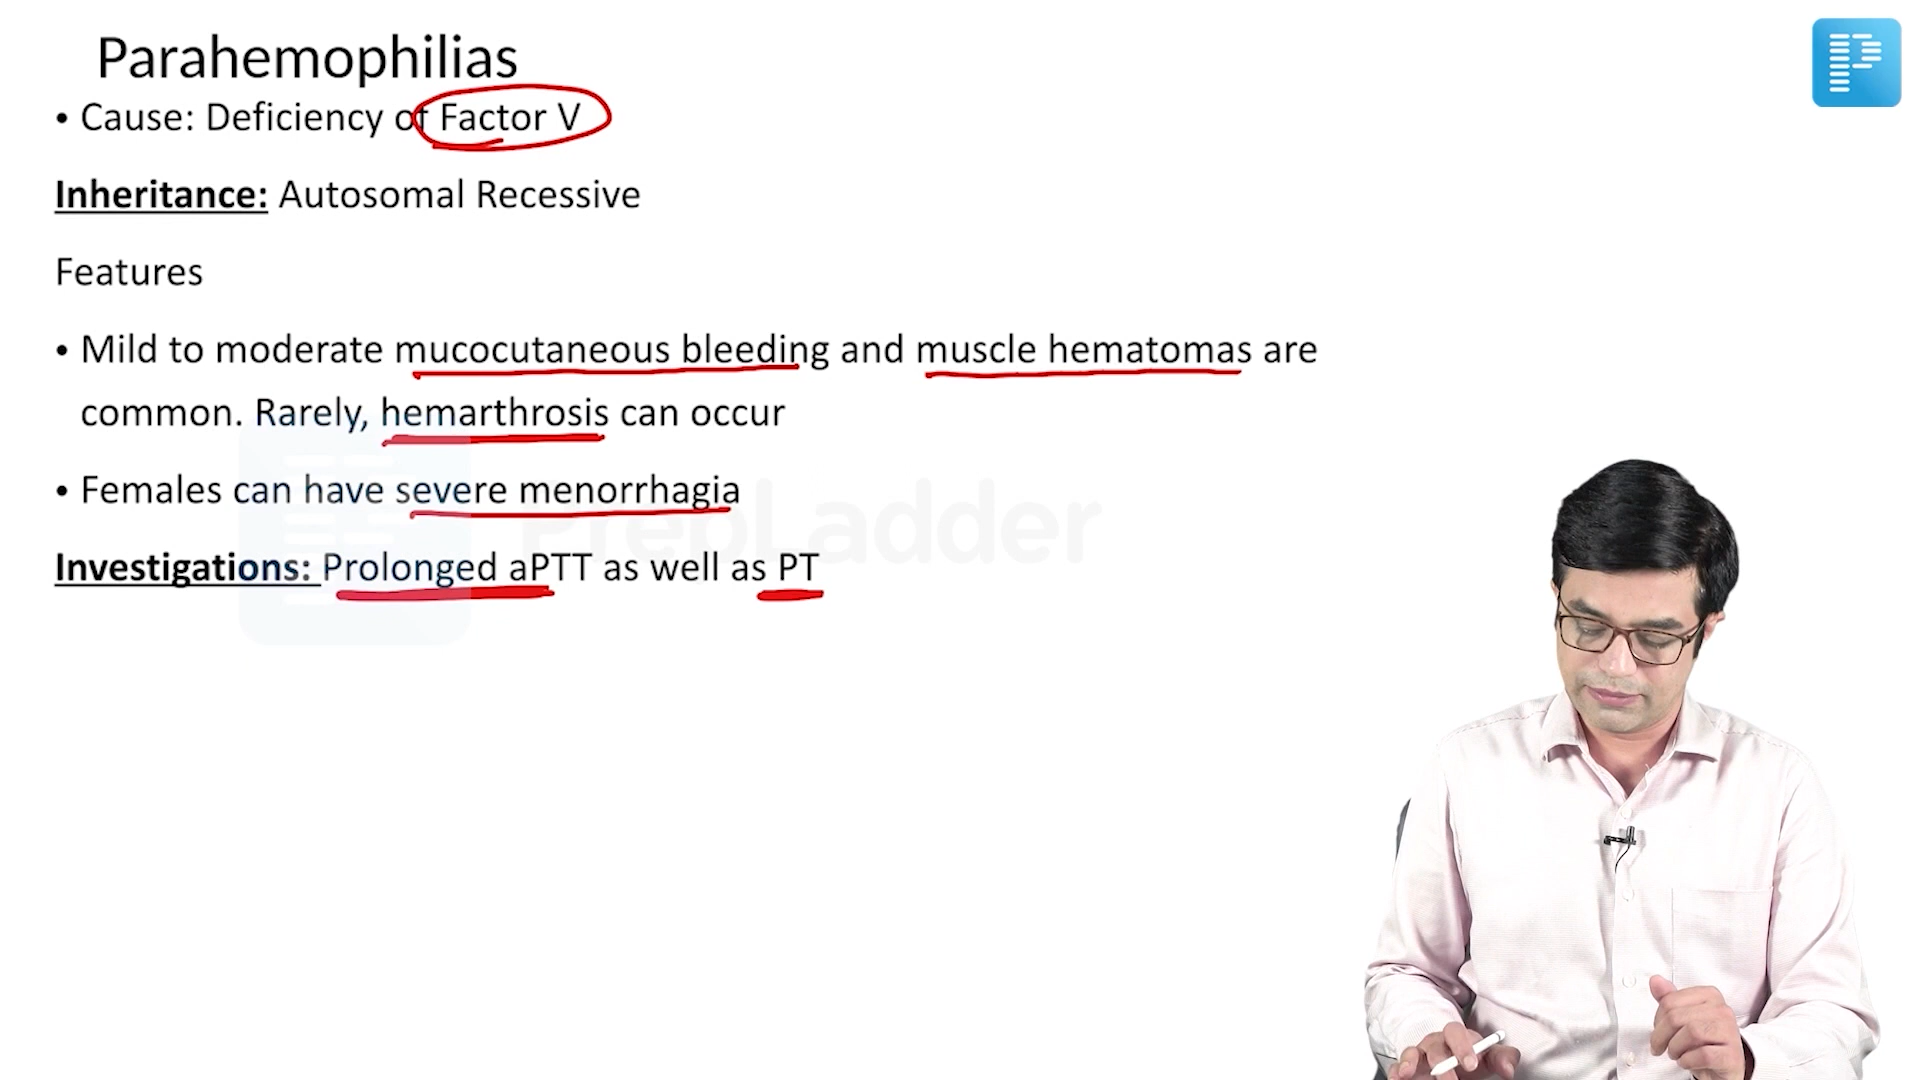 Parahemophilias
• Cause: Deficiency of Factor V
Inheritance: Autosomal Recessive
Features
• Mild to moderate mucocutaneous bleeding and muscle hematomas are
common. Rarely, hemarthrosis can occur
• Females can have severe menorrhagia
PrepLadder
Investigations: Prolonged aPTT as well as PT